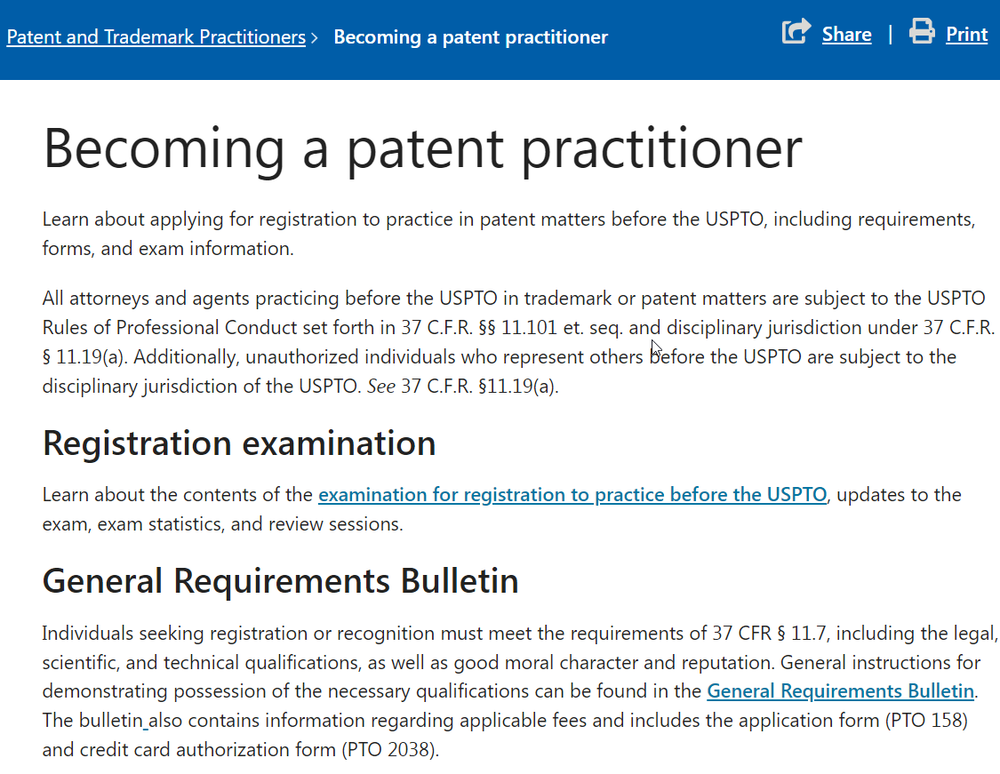 Patent and Trademark Practitioners > Becoming a patent practitioner Share | Print
Becoming a patent practitioner
Learn about applying for registration to practice in patent matters before the USPTO, including requirements,
forms, and exam information.
All attorneys and agents practicing before the USPTO in trademark or patent matters are subject to the USPTO
Rules of Professional Conduct set forth in 37 C.F.R. §§ 11.101 et. seq. and disciplinary jurisdiction under 37 C.F.R.
§ 11.19(a). Additionally, unauthorized individuals who represent others before the USPTO are subject to the
disciplinary jurisdiction of the USPTO. See 37 C.F.R. §11.19(a).
Registration examination
Learn about the contents of the examination for registration to practice before the USPTO, updates to the
exam, exam statistics, and review sessions.
General Requirements Bulletin
Individuals seeking registration or recognition must meet the requirements of 37 CFR § 11.7, including the legal,
scientific, and technical qualifications, as well as good moral character and reputation. General instructions for
demonstrating possession of the necessary qualifications can be found in the General Requirements Bulletin.
The bulletin also contains information regarding applicable fees and includes the application form (PTO 158)
and credit card authorization form (PTO 2038).